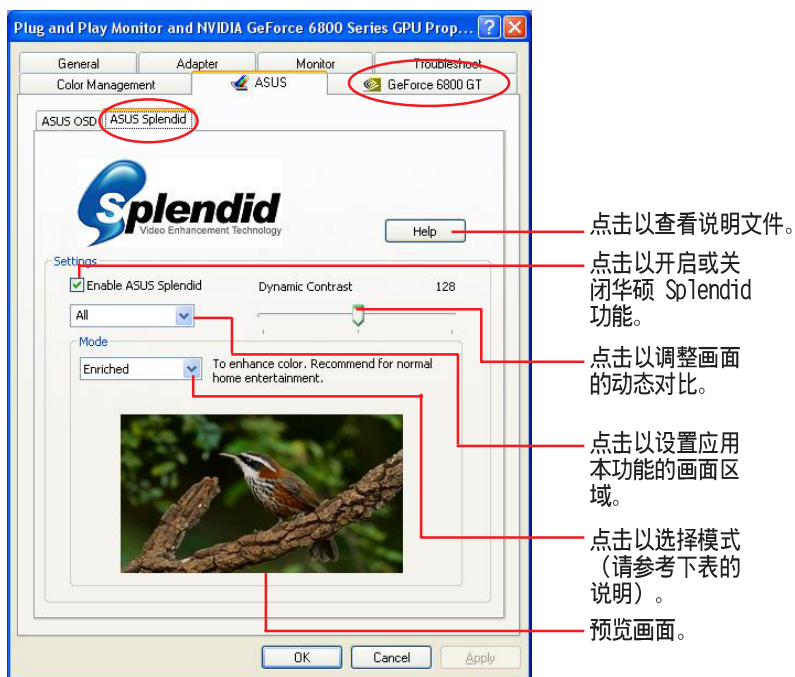 Plug and Play Monitor and NVIDIA GeForce 6800 Series GPU Prop...
General
Adapter
Monitor
Troubleshoot
Color Management
ASUS
GeForce 6800 GT
ASUS OSD
ASUS Splendid
Splendid
Video Enhancement Technology
Help
点击以查看说明文件。
Settings
Enable ASUS Splendid
Dynamic Contrast
128
点击以开启或关
闭华硕 Splendid
功能。
All
Mode
Enriched
To enhance color. Recommend for normal
home entertainment.
点击以调整画面
的动态对比。
点击以设置应用
本功能的画面区
域。
点击以选择模式
（请参考下表的
说明）。
预览画面。
OK
Cancel
Apply